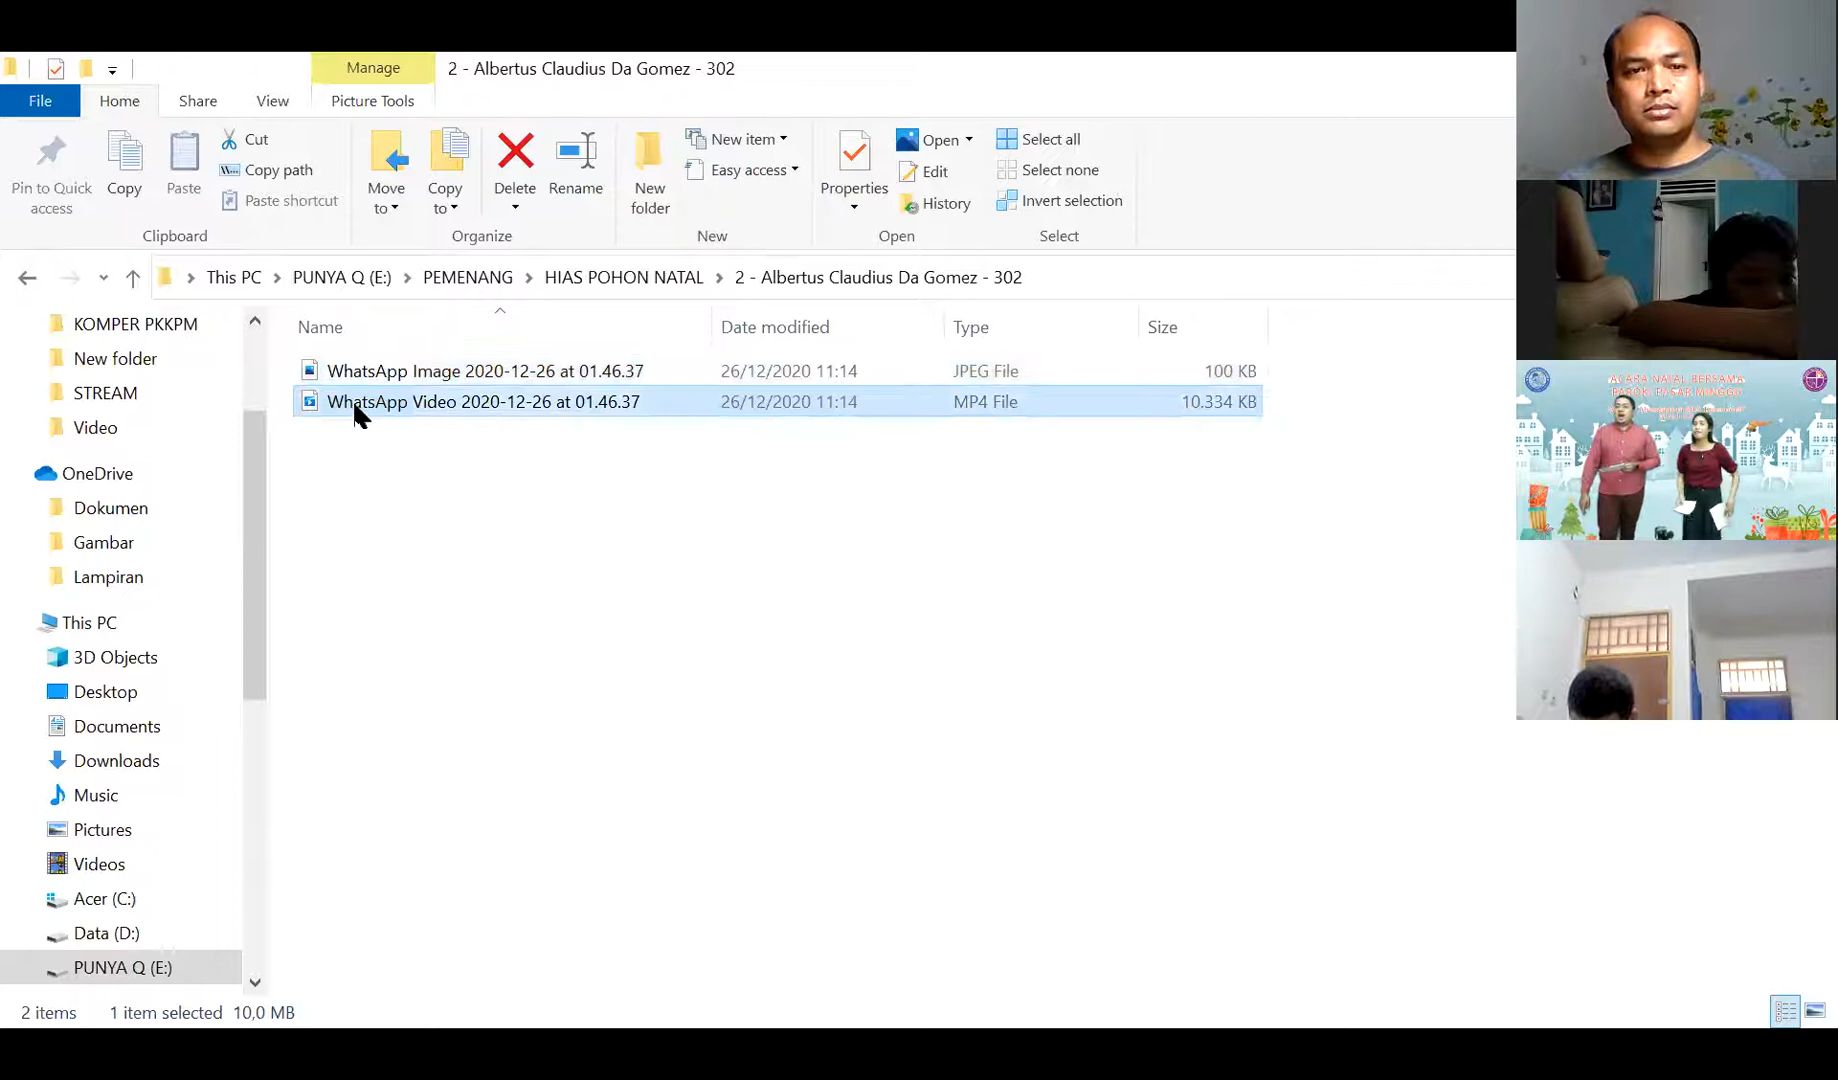 Manage
2 - Albertus Claudius Da Gomez - 302
File
Home
Share
View
Picture Tools
Pin to Quick access
Copy
Paste
Cut
Copy path
Paste shortcut
Clipboard
Move to
Copy to
Delete
Rename
Organize
New folder
New item
Easy access
New
Properties
Open
Edit
History
Open
Select all
Select none
Invert selection
Select
This PC
PUNYA Q (E:)
PEMENANG
HIAS POHON NATAL
2 - Albertus Claudius Da Gomez - 302
KOMPER PKKPM
New folder
STREAM
Video
OneDrive
Dokumen
Gambar
Lampiran
This PC
3D Objects
Desktop
Documents
Downloads
Music
Pictures
Videos
Acer (C:)
Data (D:)
PUNYA Q (E:)
Name
Date modified
Type
Size
WhatsApp Image 2020-12-26 at 01.46.37
26/12/2020 11:14
JPEG File
100 KB
WhatsApp Video 2020-12-26 at 01.46.37
26/12/2020 11:14
MP4 File
10.334 KB
2 items
1 item selected
10,0 MB
ACARA NATAL BERSAMA
PAROKI PASAR MINGGU